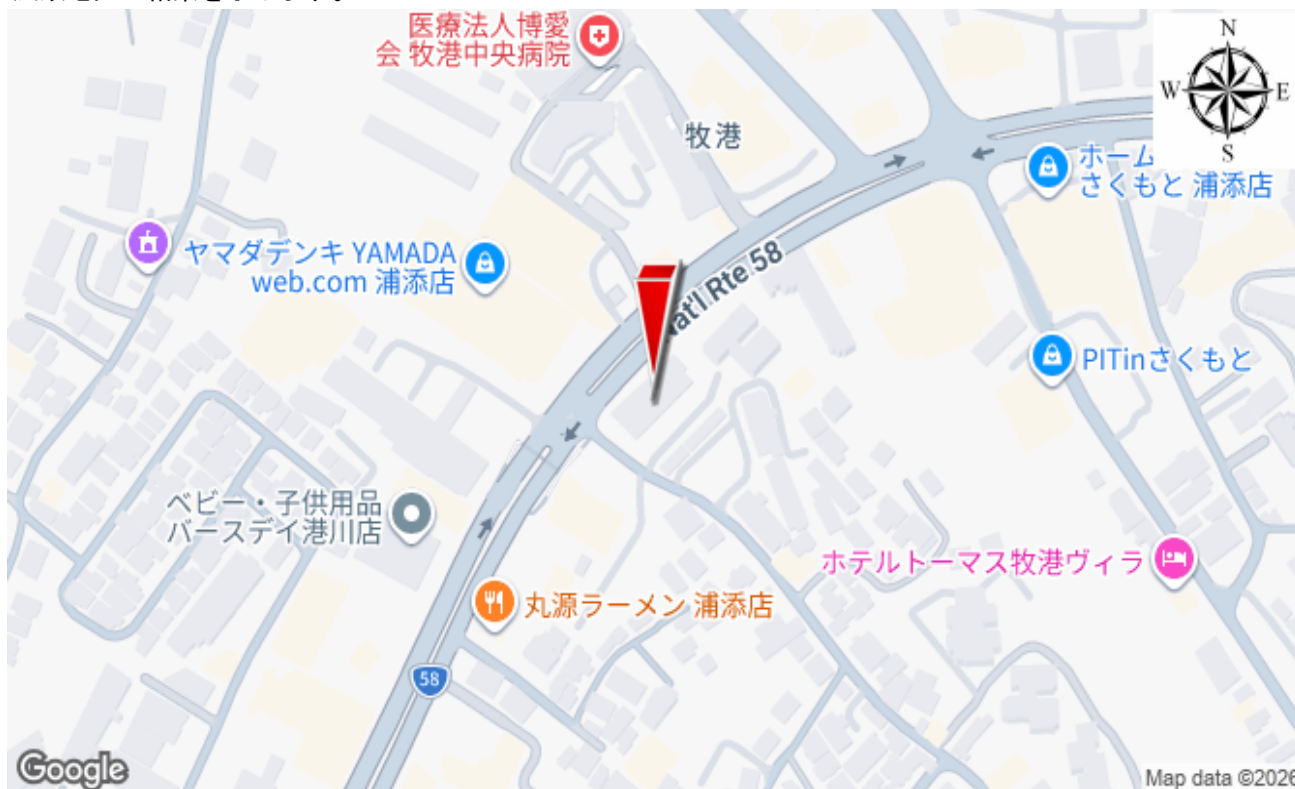 医療法人博愛
会 牧港中央病院
N
W
E
S
牧港
ホーム
さくもと 浦添店
ヤマダデンキ YAMADA
web.com 浦添店
Nat'l Rte 58
PITinさくもと
ベビー・子供用品
バースデイ港川店
ホテルトーマス牧港ヴィラ
丸源ラーメン 浦添店
58
Google
Map data ©2026